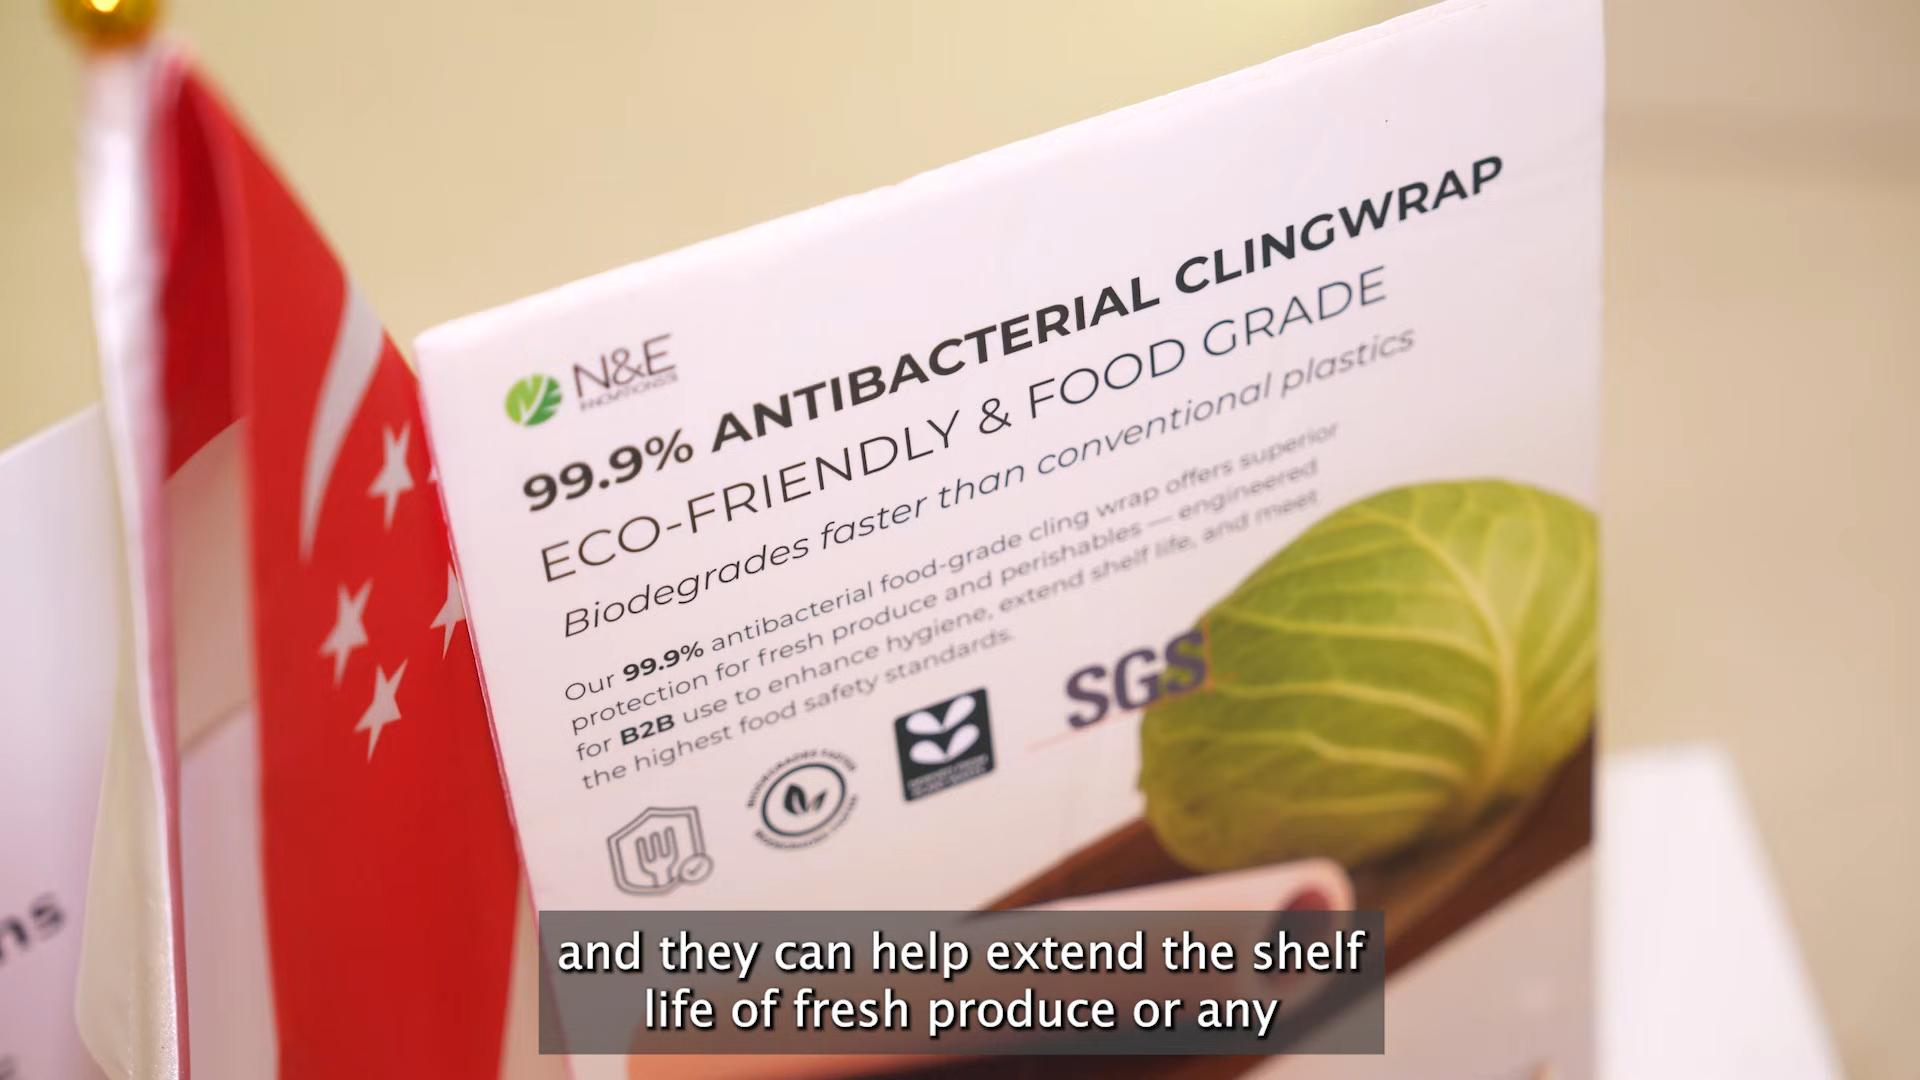 N&E
INNOVATIONS
99.9% ANTIBACTERIAL CLINGWRAP
ECO-FRIENDLY & FOOD GRADE
Biodegrades faster than conventional plastics
Our 99.9% antibacterial food-grade cling wrap offers superior
protection for fresh produce and perishables — engineered
for B2B use to enhance hygiene, extend shelf life, and meet
the highest food safety standards.
SGS
ns
and they can help extend the shelf
life of fresh produce or any